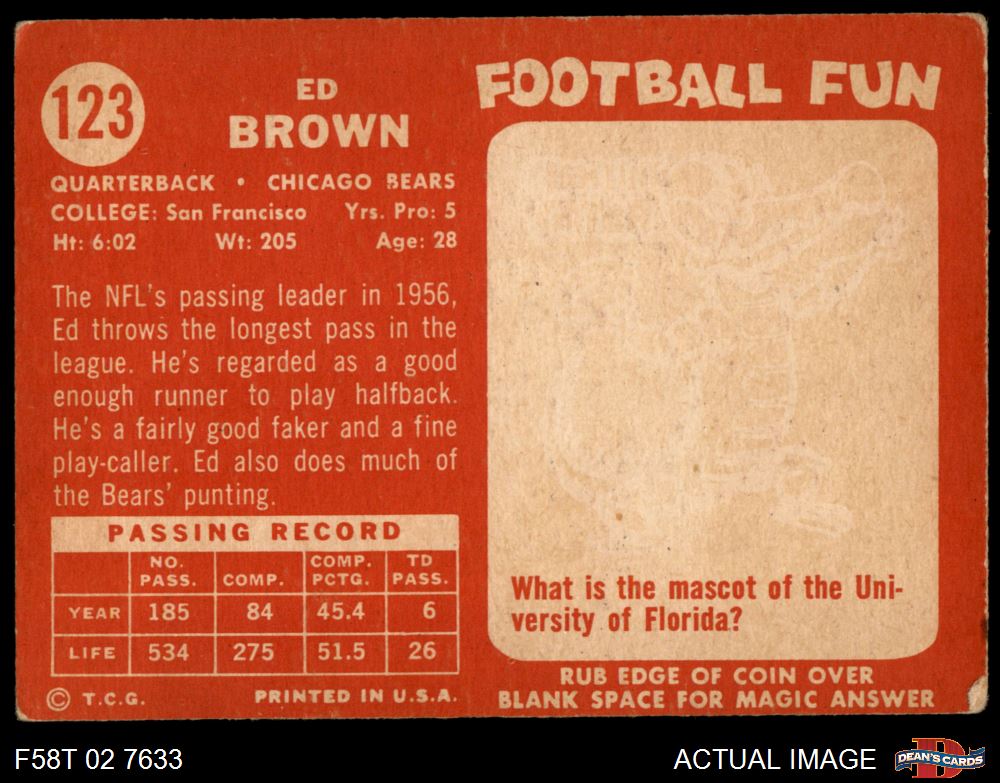 123
ED
BROWN
QUARTERBACK • CHICAGO BEARS
COLLEGE: San Francisco Yrs. Pro: 5
Ht: 6:02 Wt: 205 Age: 28
The NFL's passing leader in 1956,
Ed throws the longest pass in the
league. He's regarded as a good
enough runner to play halfback.
He's a fairly good faker and a fine
play-caller. Ed also does much of
the Bears' punting.
PASSING RECORD
NO. PASS. COMP. COMP. PCTG. TD PASS.
YEAR 185 84 45.4 6
LIFE 534 275 51.5 26
© T.C.G. PRINTED IN U.S.A.
FOOTBALL FUN
What is the mascot of the Uni-
versity of Florida?
RUB EDGE OF COIN OVER
BLANK SPACE FOR MAGIC ANSWER
F58T 02 7633
ACTUAL IMAGE
D
DEAN'S CARDS